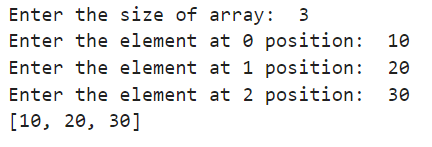 Enter the size of array:  3
Enter the element at 0 position:  10
Enter the element at 1 position:  20
Enter the element at 2 position:  30
[10, 20, 30]